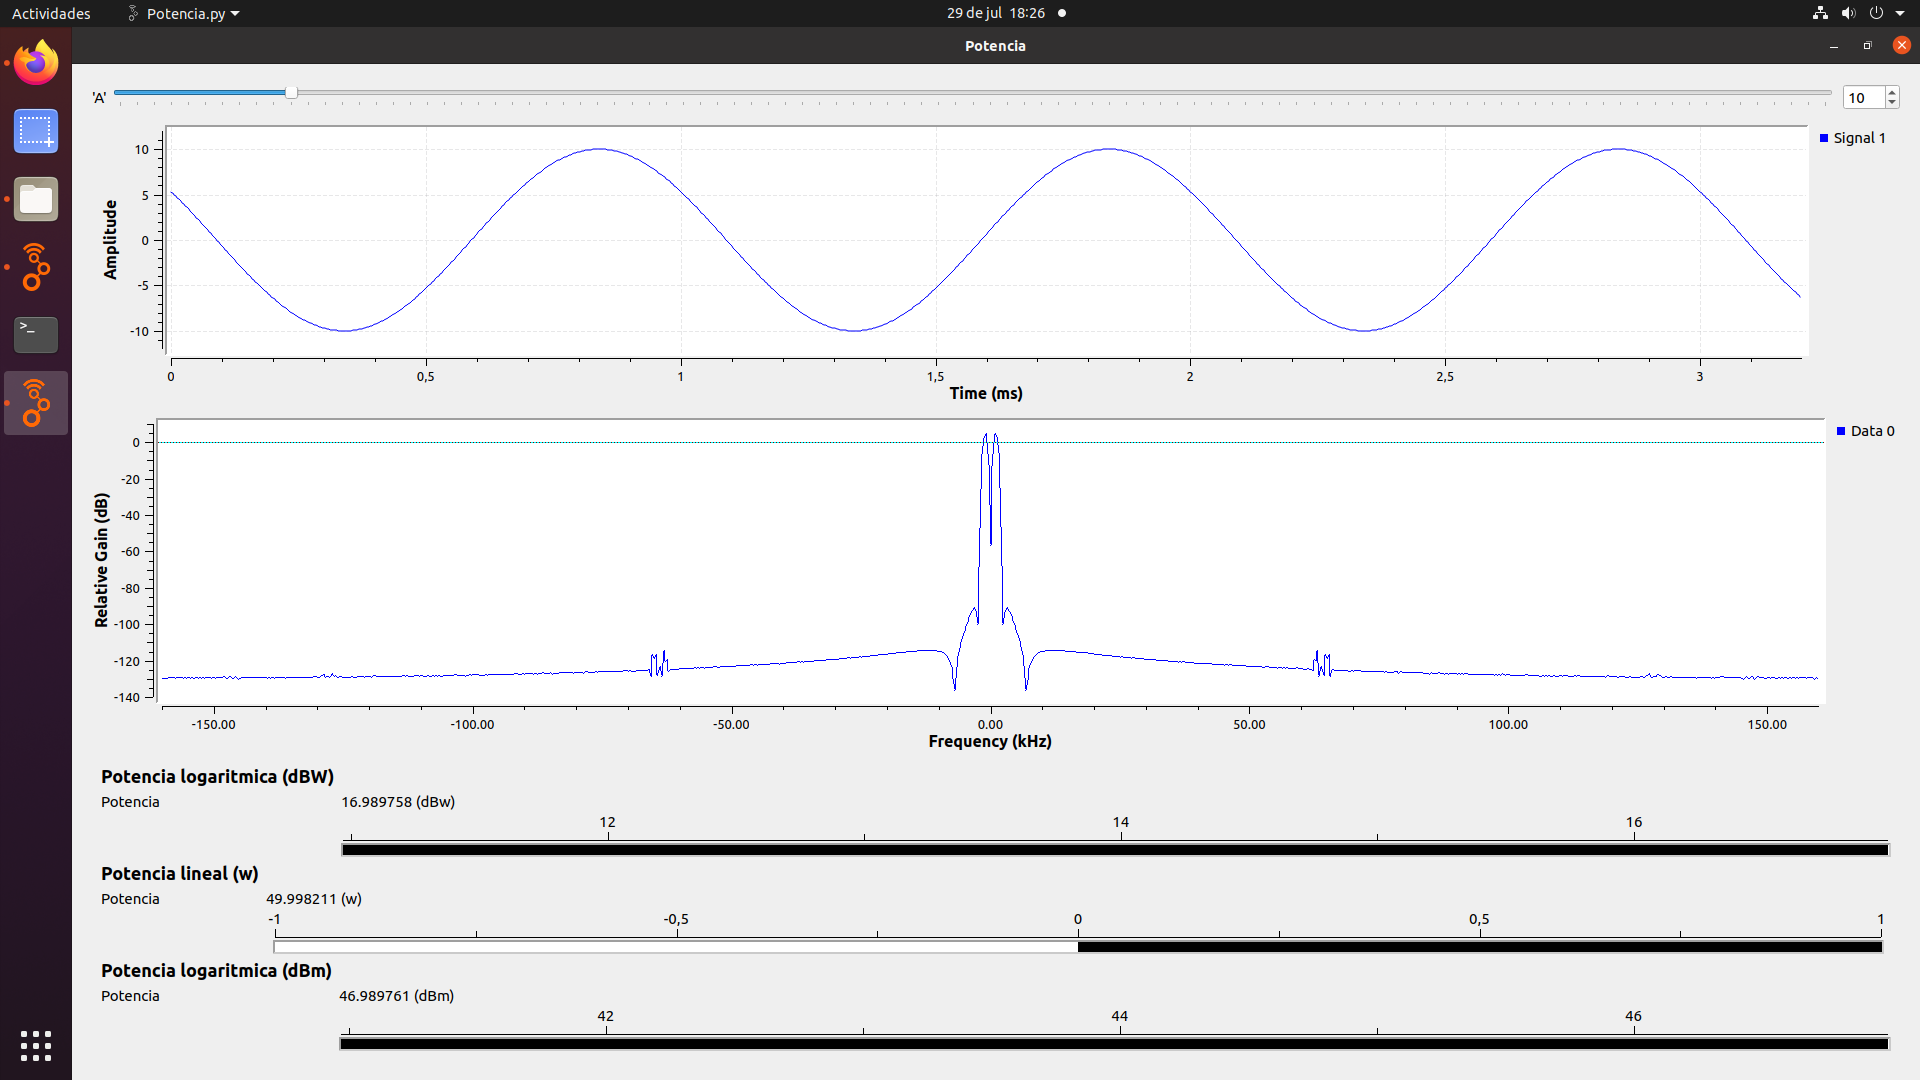 Actividades Potencia.py 29 de jul 18:26
Potencia
'A' 10
10
5
0
-5
-10
Amplitude
Signal 1
0 0,5 1 1,5 2 2,5 3
Time (ms)
0
-20
-40
-60
-80
-100
-120
-140
Relative Gain (dB)
Data 0
-150.00 -100.00 -50.00 0.00 50.00 100.00 150.00
Frequency (kHz)
Potencia logaritmica (dBW)
Potencia 16.989758 (dBw)
12 14 16
Potencia lineal (w)
Potencia 49.998211 (w)
-1 -0,5 0 0,5 1
Potencia logaritmica (dBm)
Potencia 46.989761 (dBm)
42 44 46